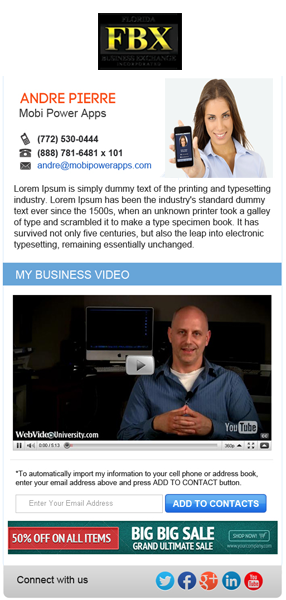 FLORIDA
FBX
BUSINESS EXCHANGE
INCORPORATED
ANDRE PIERRE
Mobi Power Apps
(772) 530-0444
(888) 781-6481 x 101
andre@mobipowerapps.com
Lorem Ipsum is simply dummy text of the printing and typesetting
industry. Lorem Ipsum has been the industry's standard dummy
text ever since the 1500s, when an unknown printer took a galley
of type and scrambled it to make a type specimen book. It has
survived not only five centuries, but also the leap into electronic
typesetting, remaining essentially unchanged.
MY BUSINESS VIDEO
WebVideoUniversity.com
YouTube
0:00 / 5:13
360p
*To automatically import my information to your cell phone or address book,
enter your email address above and press ADD TO CONTACT button.
Enter Your Email Address
ADD TO CONTACTS
50% OFF ON ALL ITEMS
BIG BIG SALE
GRAND ULTIMATE SALE
SHOP NOW!
www.yourcompany.com
Connect with us
You
Tube